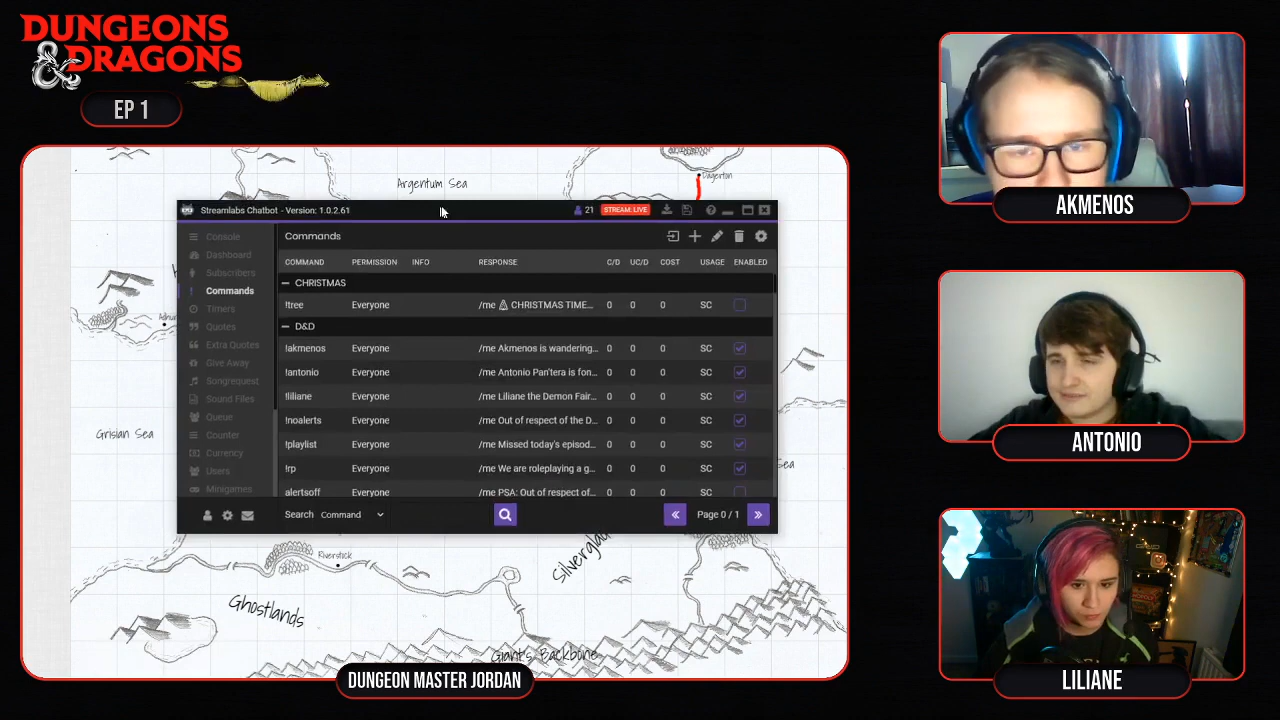 DUNGEONS
& DRAGONS
EP 1
Argentum Sea
Dagerton
Streamlabs Chatbot - Version: 1.0.2.61
21
STREAM: LIVE
Console
Dashboard
Subscribers
Commands
Timers
Quotes
Extra Quotes
Give Away
Songrequest
Sound Files
Queue
Counter
Currency
Users
Minigames
Commands
COMMAND PERMISSION INFO RESPONSE C/D UC/D COST USAGE ENABLED
CHRISTMAS
!tree Everyone /me 🎄 CHRISTMAS TIME... 0 0 0 SC
D&D
!akmenos Everyone /me Akmenos is wandering... 0 0 0 SC
!antonio Everyone /me Antonio Pan'tera is fon... 0 0 0 SC
!liliane Everyone /me Liliane the Demon Fair... 0 0 0 SC
!noalerts Everyone /me Out of respect of the D... 0 0 0 SC
!playlist Everyone /me Missed today's episod... 0 0 0 SC
!rp Everyone /me We are roleplaying a g... 0 0 0 SC
alertsoff Everyone /me PSA: Out of respect of... 0 0 0 SC
Search Command
Page 0 / 1
Grisian Sea
Sea
Riverstick
Ghostlands
Giants Backbone
DUNGEON MASTER JORDAN
AKMENOS
ANTONIO
LILIANE